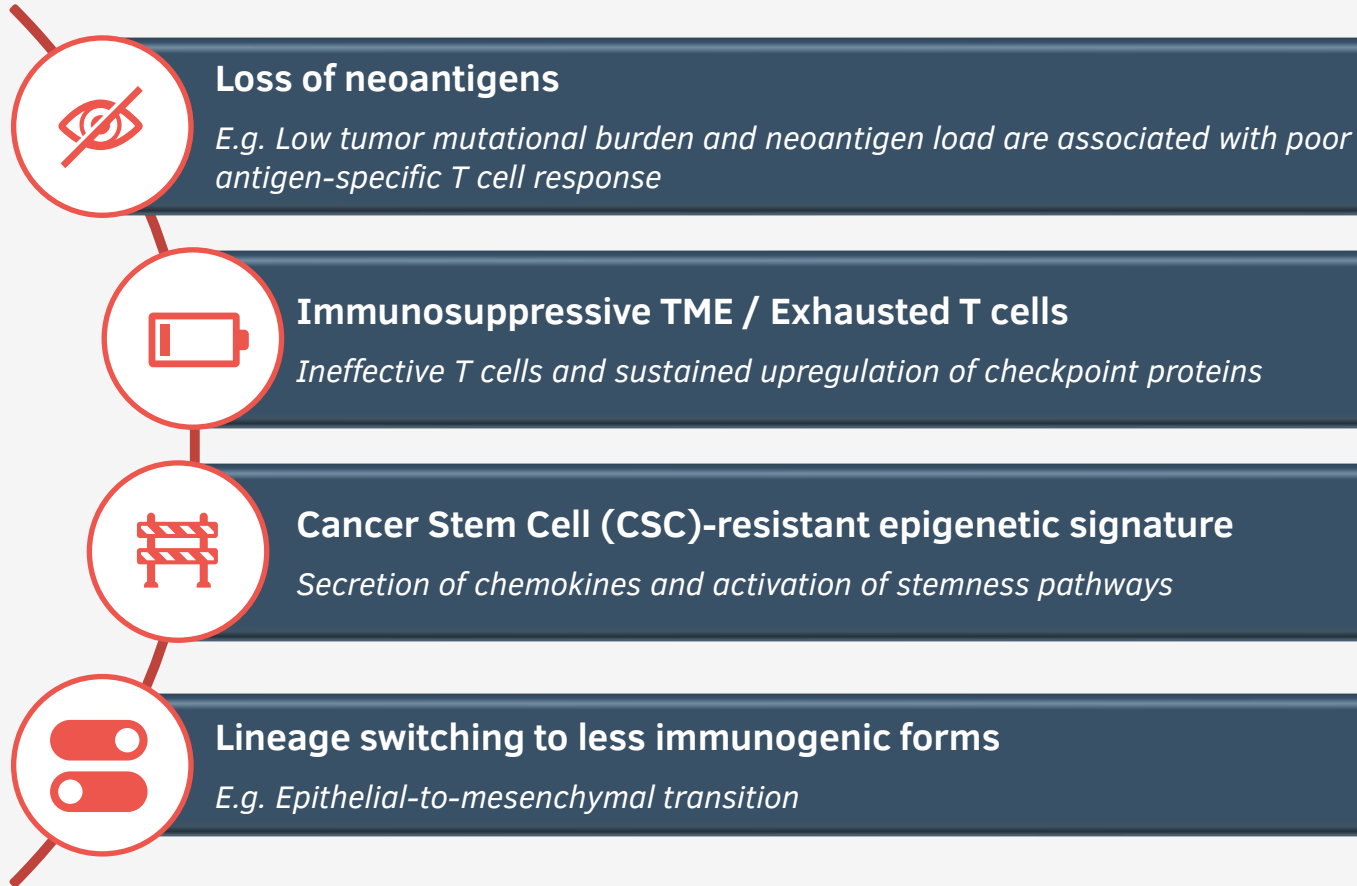 Loss of neoantigens
E.g. Low tumor mutational burden and neoantigen load are associated with poor
antigen-specific T cell response
Immunosuppressive TME / Exhausted T cells
Ineffective T cells and sustained upregulation of checkpoint proteins
Cancer Stem Cell (CSC)-resistant epigenetic signature
Secretion of chemokines and activation of stemness pathways
Lineage switching to less immunogenic forms
E.g. Epithelial-to-mesenchymal transition